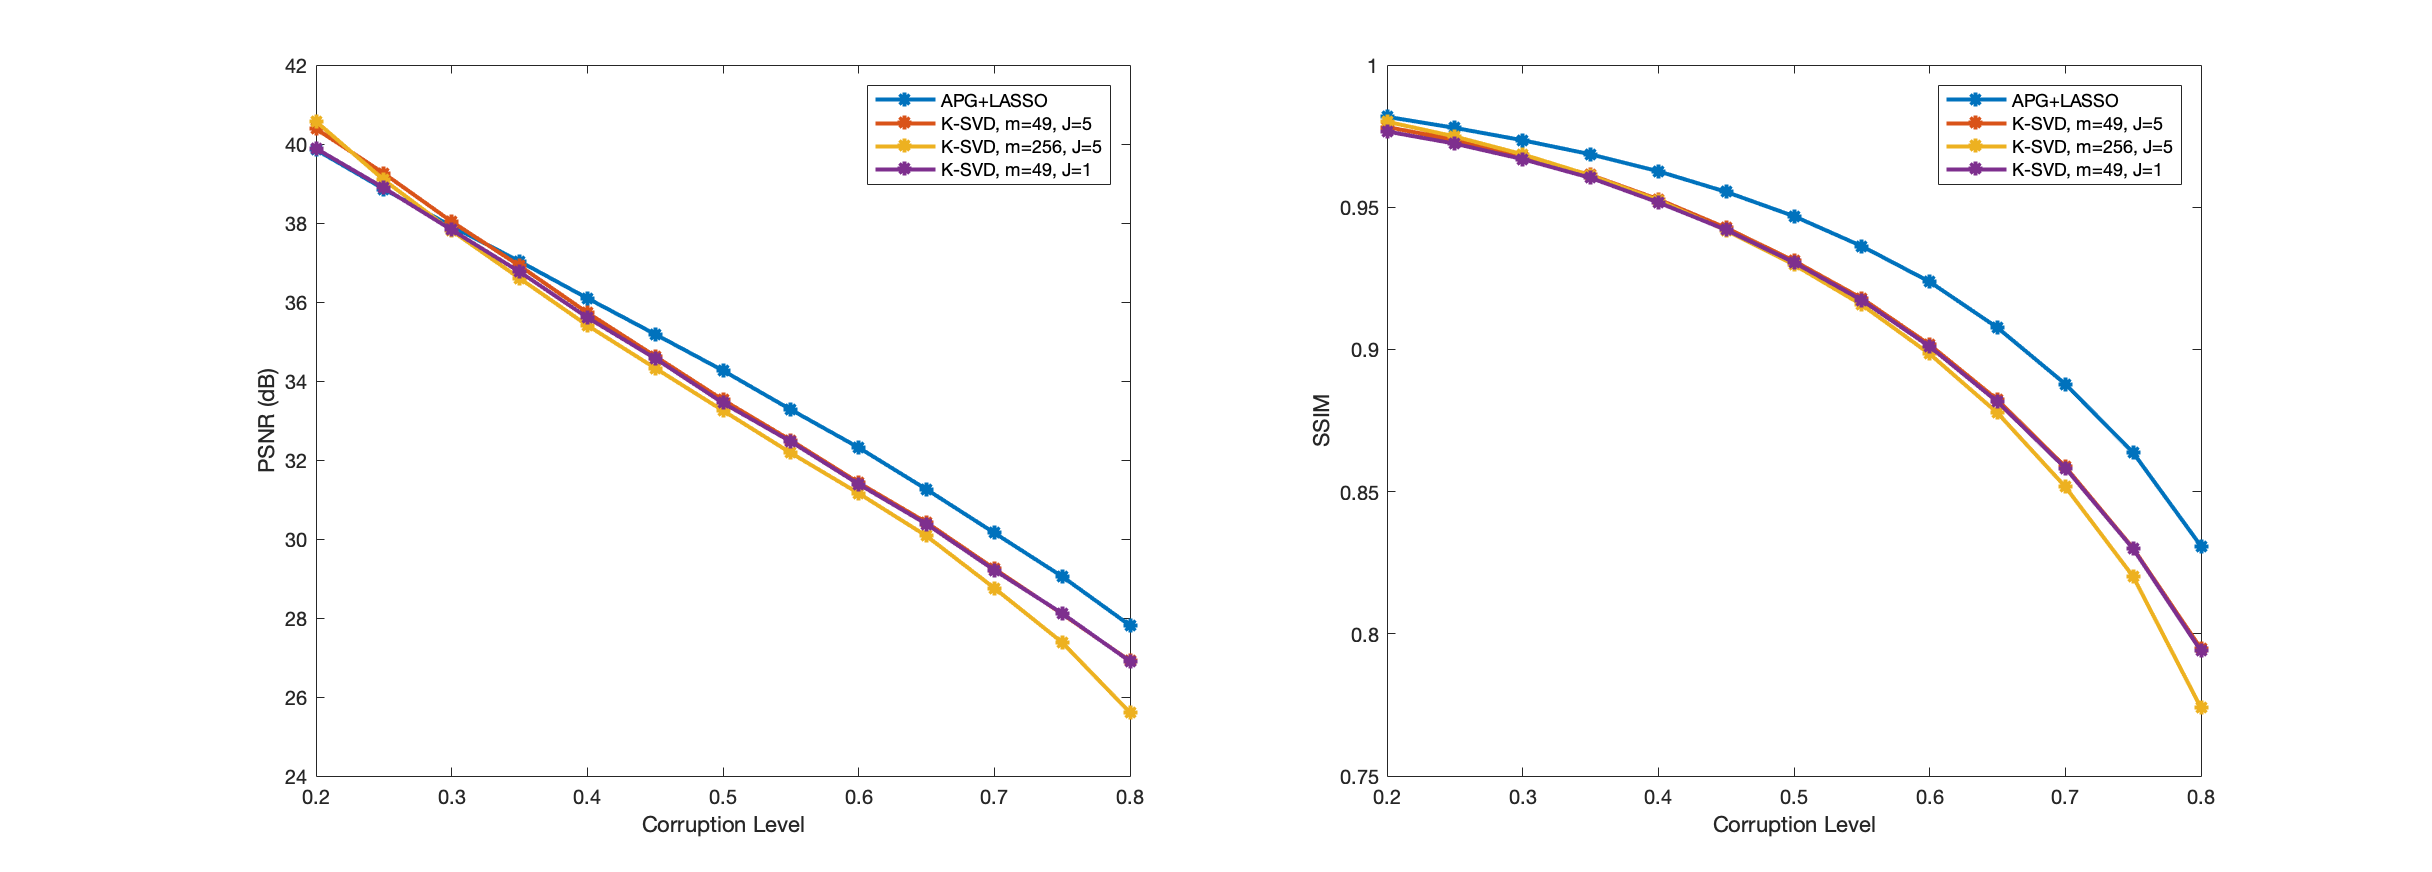 42
40
38
36
34
32
30
28
26
24
PSNR (dB)
0.2 0.3 0.4 0.5 0.6 0.7 0.8
Corruption Level
APG+LASSO
K-SVD, m=49, J=5
K-SVD, m=256, J=5
K-SVD, m=49, J=1
1
0.95
0.9
0.85
0.8
0.75
SSIM
0.2 0.3 0.4 0.5 0.6 0.7 0.8
Corruption Level
APG+LASSO
K-SVD, m=49, J=5
K-SVD, m=256, J=5
K-SVD, m=49, J=1